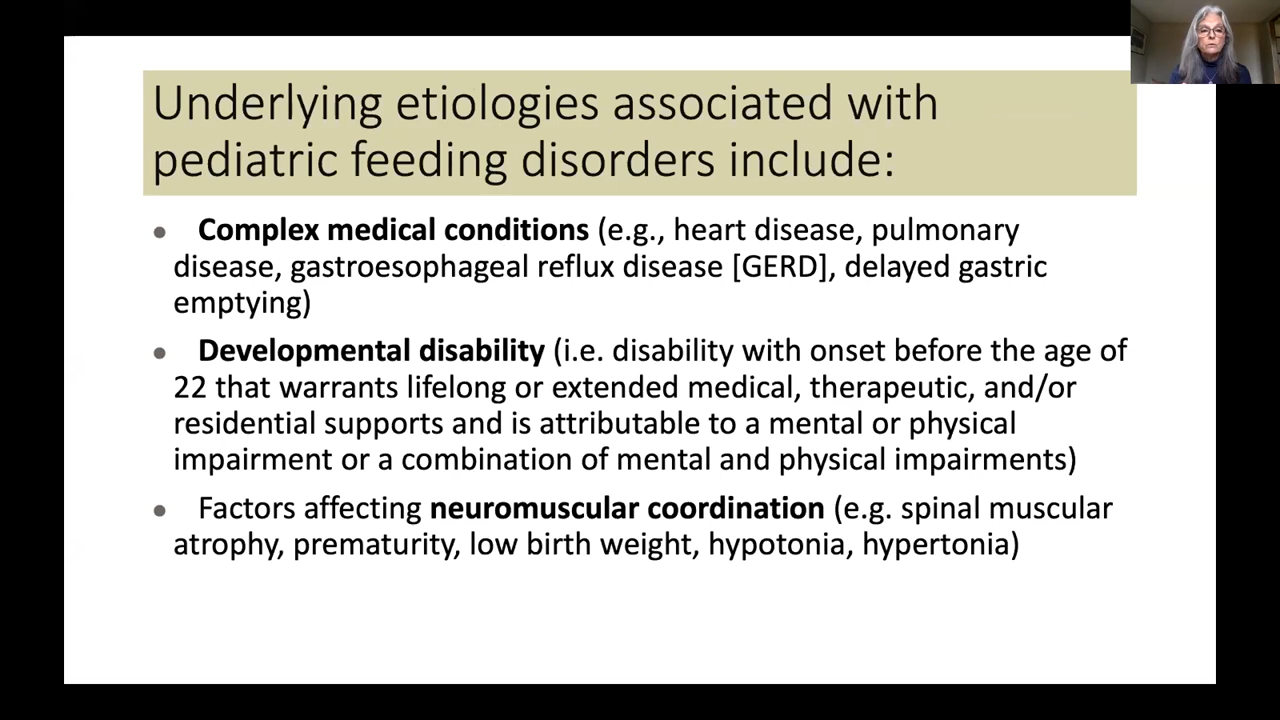 Underlying etiologies associated with
pediatric feeding disorders include:
• Complex medical conditions (e.g., heart disease, pulmonary
disease, gastroesophageal reflux disease [GERD], delayed gastric
emptying)
• Developmental disability (i.e. disability with onset before the age of
22 that warrants lifelong or extended medical, therapeutic, and/or
residential supports and is attributable to a mental or physical
impairment or a combination of mental and physical impairments)
• Factors affecting neuromuscular coordination (e.g. spinal muscular
atrophy, prematurity, low birth weight, hypotonia, hypertonia)